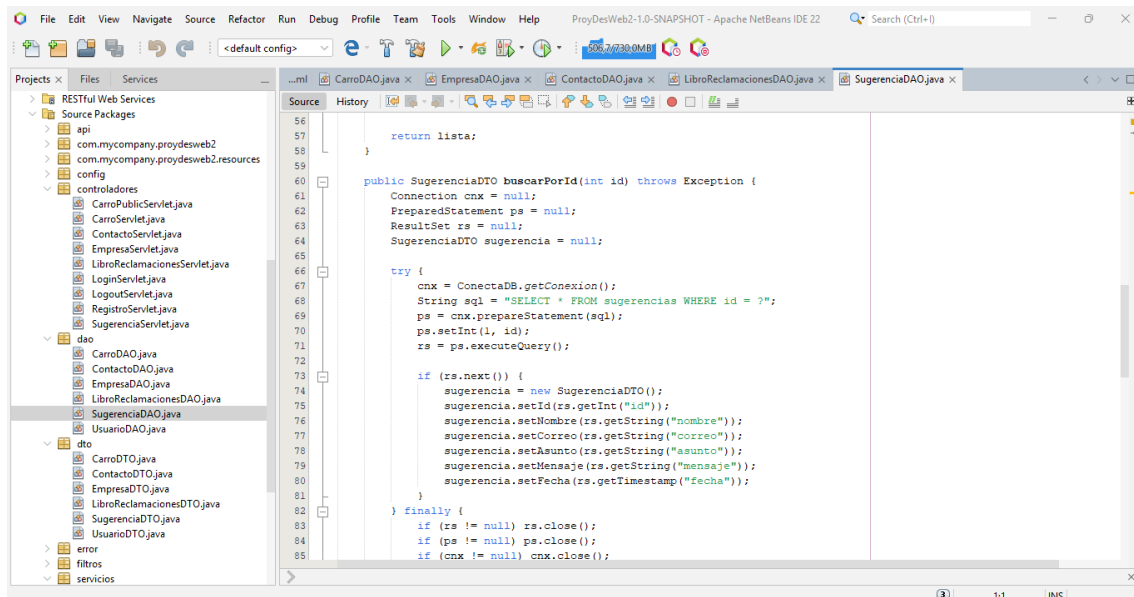 File Edit View Navigate Source Refactor Run Debug Profile Team Tools Window Help ProyDesWeb2-1.0-SNAPSHOT - Apache NetBeans IDE 22 Search (Ctrl+I)
<default config> 506,7/730,0MB
Projects Files Services
...ml CarroDAO.java EmpresaDAO.java ContactoDAO.java LibroReclamacionesDAO.java SugerenciaDAO.java
RESTful Web Services
Source Packages
api
com.mycompany.proydesweb2
com.mycompany.proydesweb2.resources
config
controladores
CarroPublicServlet.java
CarroServlet.java
ContactoServlet.java
EmpresaServlet.java
LibroReclamacionesServlet.java
LoginServlet.java
LogoutServlet.java
RegistroServlet.java
SugerenciaServlet.java
dao
CarroDAO.java
ContactoDAO.java
EmpresaDAO.java
LibroReclamacionesDAO.java
SugerenciaDAO.java
UsuarioDAO.java
dto
CarroDTO.java
ContactoDTO.java
EmpresaDTO.java
LibroReclamacionesDTO.java
SugerenciaDTO.java
UsuarioDTO.java
error
filtros
servicios
Source History
56
57 return lista;
58 }
59
60 public SugerenciaDTO buscarPorId(int id) throws Exception {
61 Connection cnx = null;
62 PreparedStatement ps = null;
63 ResultSet rs = null;
64 SugerenciaDTO sugerencia = null;
65
66 try {
67 cnx = ConectaDB.getConexion();
68 String sql = "SELECT * FROM sugerencias WHERE id = ?";
69 ps = cnx.prepareStatement(sql);
70 ps.setInt(1, id);
71 rs = ps.executeQuery();
72
73 if (rs.next()) {
74 sugerencia = new SugerenciaDTO();
75 sugerencia.setId(rs.getInt("id"));
76 sugerencia.setNombre(rs.getString("nombre"));
77 sugerencia.setCorreo(rs.getString("correo"));
78 sugerencia.setAsunto(rs.getString("asunto"));
79 sugerencia.setMensaje(rs.getString("mensaje"));
80 sugerencia.setFecha(rs.getTimestamp("fecha"));
81 }
82 } finally {
83 if (rs != null) rs.close();
84 if (ps != null) ps.close();
85 if (cnx != null) cnx.close();
3 1:1 INS